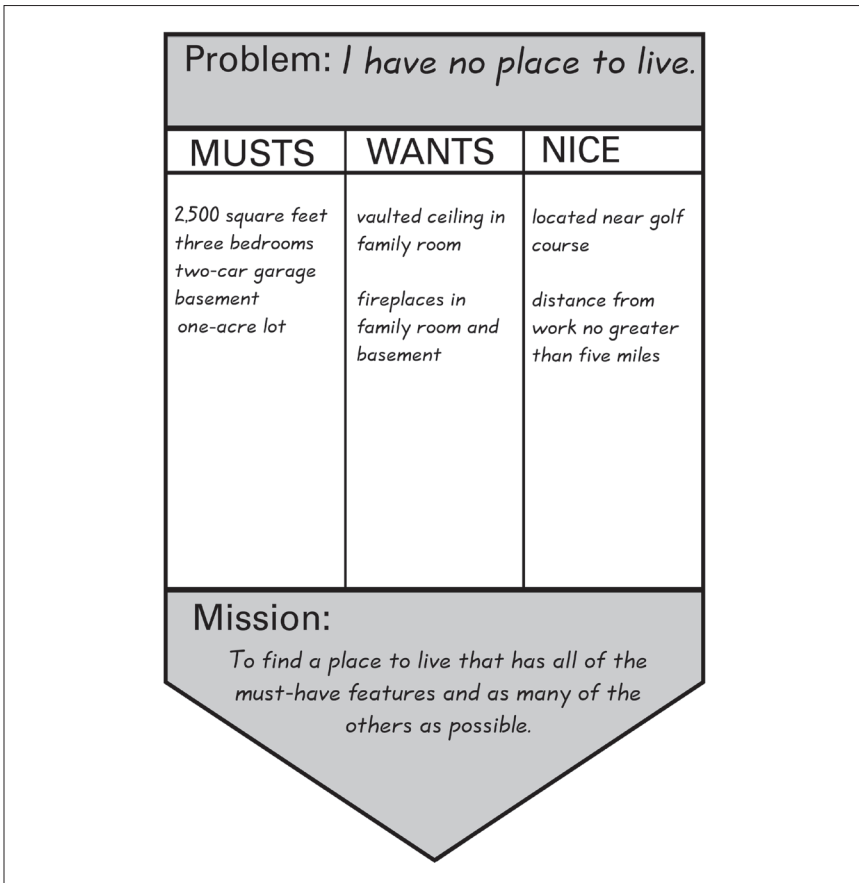 Problem: I have no place to live.
MUSTS WANTS NICE
2,500 square feet
three bedrooms
two-car garage
basement
one-acre lot
vaulted ceiling in
family room
fireplaces in
family room and
basement
located near golf
course
distance from
work no greater
than five miles
Mission:
To find a place to live that has all of the
must-have features and as many of the
others as possible.